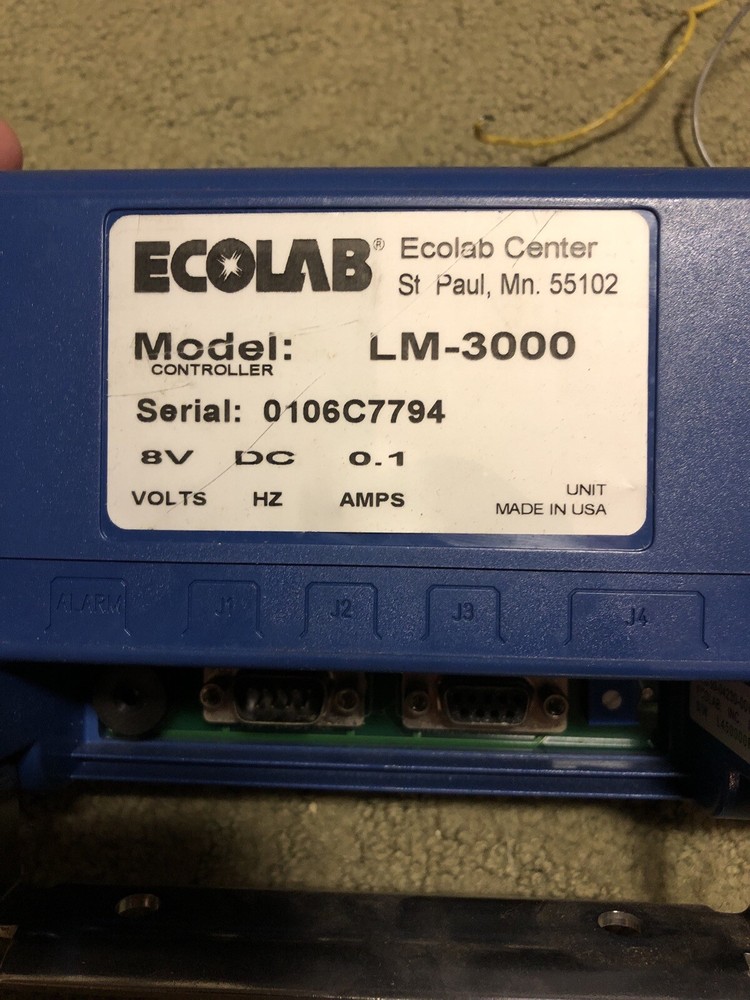 ECOLAB® Ecolab Center
St Paul, Mn. 55102
Model: LM-3000
CONTROLLER
Serial: 0106C7794
8V DC 0.1
VOLTS HZ AMPS
UNIT
MADE IN USA
ALARM J1 J2 J3 J4